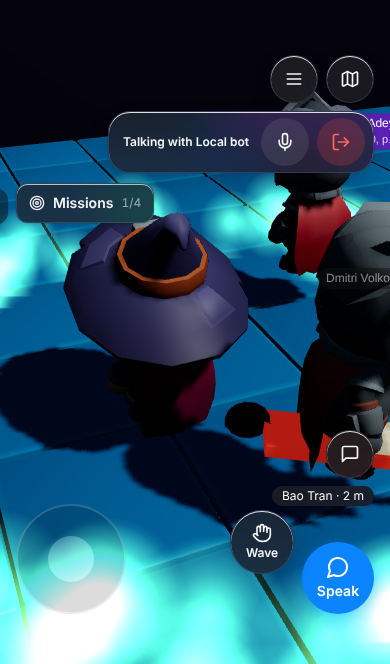 Talking with Local bot
Missions 1/4
Dmitri Volko
Bao Tran · 2 m
Wave
Speak